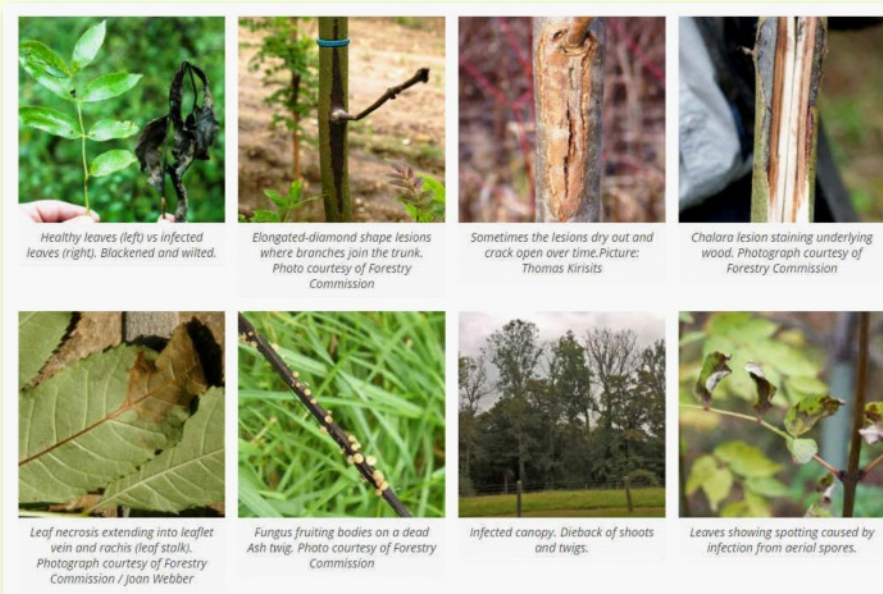 Healthy leaves (left) vs infected
leaves (right). Blackened and wilted.
Elongated-diamond shape lesions
where branches join the trunk.
Photo courtesy of Forestry
Commission
Sometimes the lesions dry out and
crack open over time.Picture:
Thomas Kirisits
Chalara lesion staining underlying
wood. Photograph courtesy of
Forestry Commission
Leaf necrosis extending into leaflet
vein and rachis (leaf stalk).
Photograph courtesy of Forestry
Commission / Joan Webber
Fungus fruiting bodies on a dead
Ash twig. Photo courtesy of Forestry
Commission
Infected canopy. Dieback of shoots
and twigs.
Leaves showing spotting caused by
infection from aerial spores.